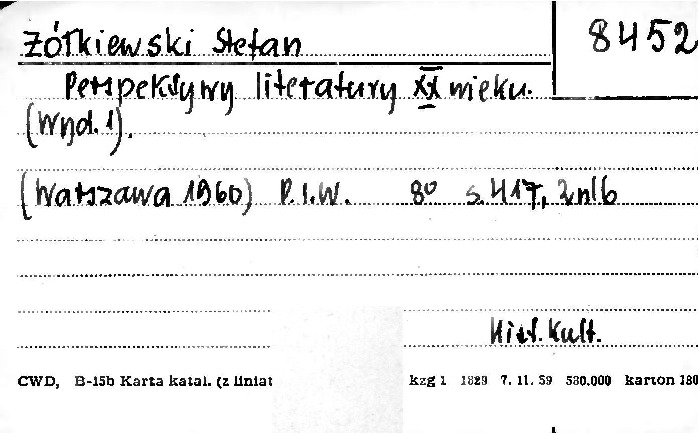 Żółkiewski Stefan 8452
Perspektywy literatury XX wieku.
(Wyd. 1).
(Warszawa 1960) P.I.W. 8° s. 417, 2 nlb
Hist. Kult.
CWD, B-15b Karta katal. (z liniat kzg 1 1829 7. 11. 59 580.000 karton 180